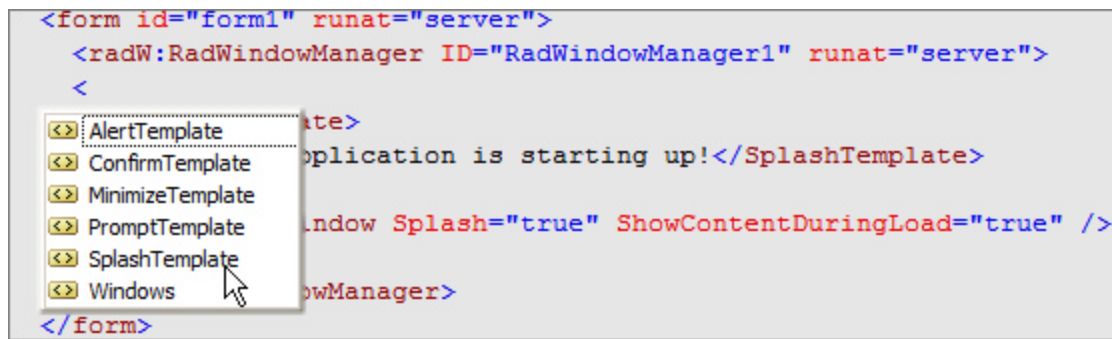 <form id="form1" runat="server">
<radW:RadWindowManager ID="RadWindowManager1" runat="server">
<
AlertTemplate
ate>
ConfirmTemplate
pplication is starting up!</SplashTemplate>
MinimizeTemplate
PromptTemplate
indow Splash="true" ShowContentDuringLoad="true" />
SplashTemplate
Windows
owManager>
</form>